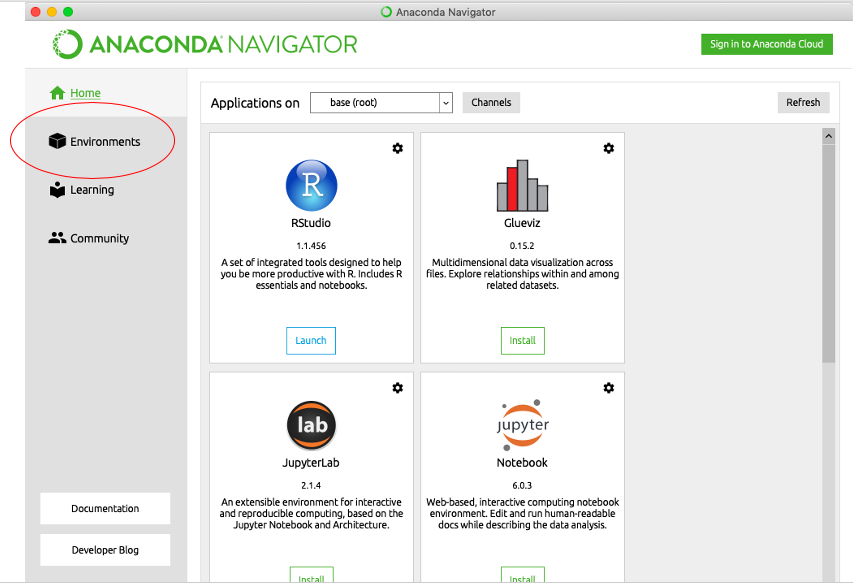 Anaconda Navigator
ANACONDA NAVIGATOR
Sign in to Anaconda Cloud
Home
Environments
Learning
Community
Documentation
Developer Blog
Applications on
base (root)
Channels
Refresh
R
RStudio
1.1.456
A set of integrated tools designed to help
you be more productive with R. Includes R
essentials and notebooks.
Launch
Glueviz
0.15.2
Multidimensional data visualization across
files. Explore relationships within and among
related datasets.
Install
lab
JupyterLab
2.1.4
An extensible environment for interactive
and reproducible computing, based on the
Jupyter Notebook and Architecture.
Install
jupyter
Notebook
6.0.3
Web-based, interactive computing notebook
environment. Edit and run human-readable
docs while describing the data analysis.
Install